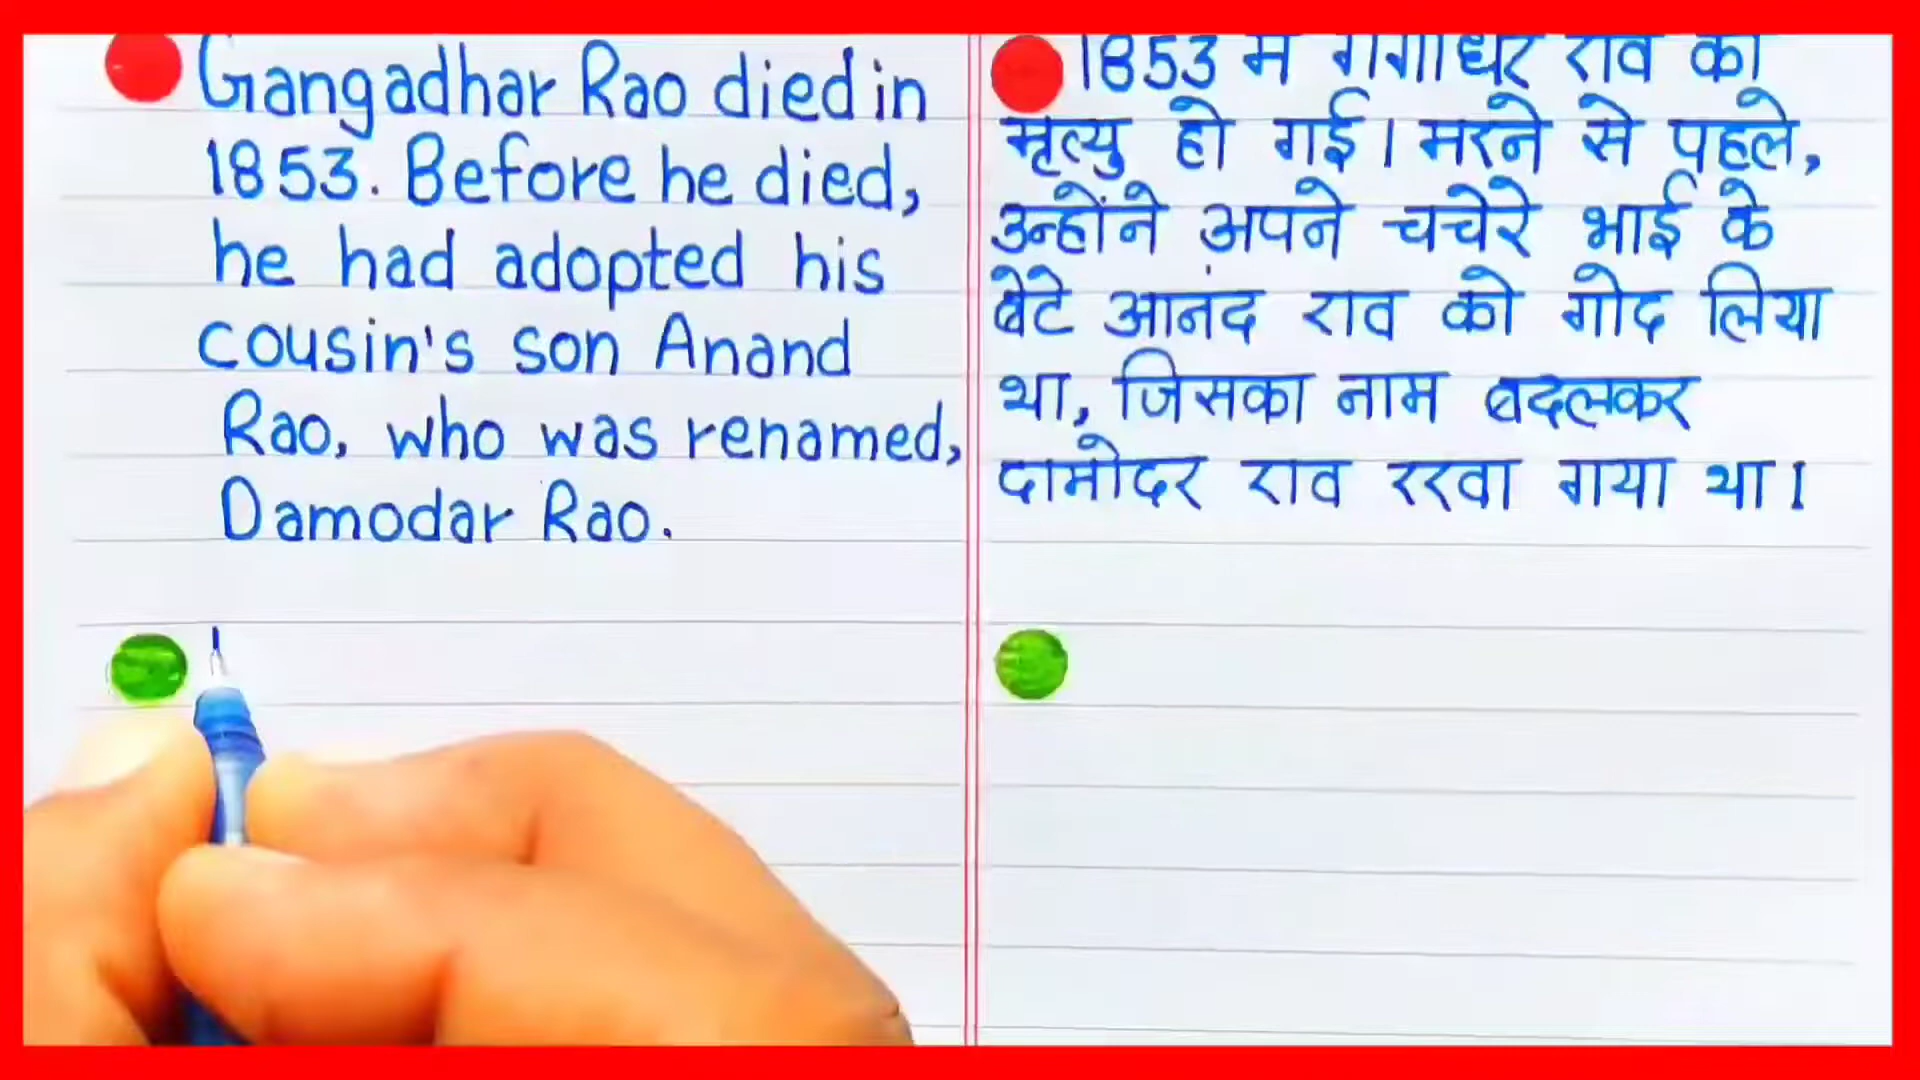 Gangadhar Rao died in
1853. Before he died,
he had adopted his
cousin's son Anand
Rao, who was renamed,
Damodar Rao.
1853 में गंगाधर राव की
मृत्यु हो गई। मरने से पहले,
उन्होंने अपने चचेरे भाई के
बेटे आनंद राव को गोद लिया
था, जिसका नाम बदलकर
दामोदर राव रखा गया था।